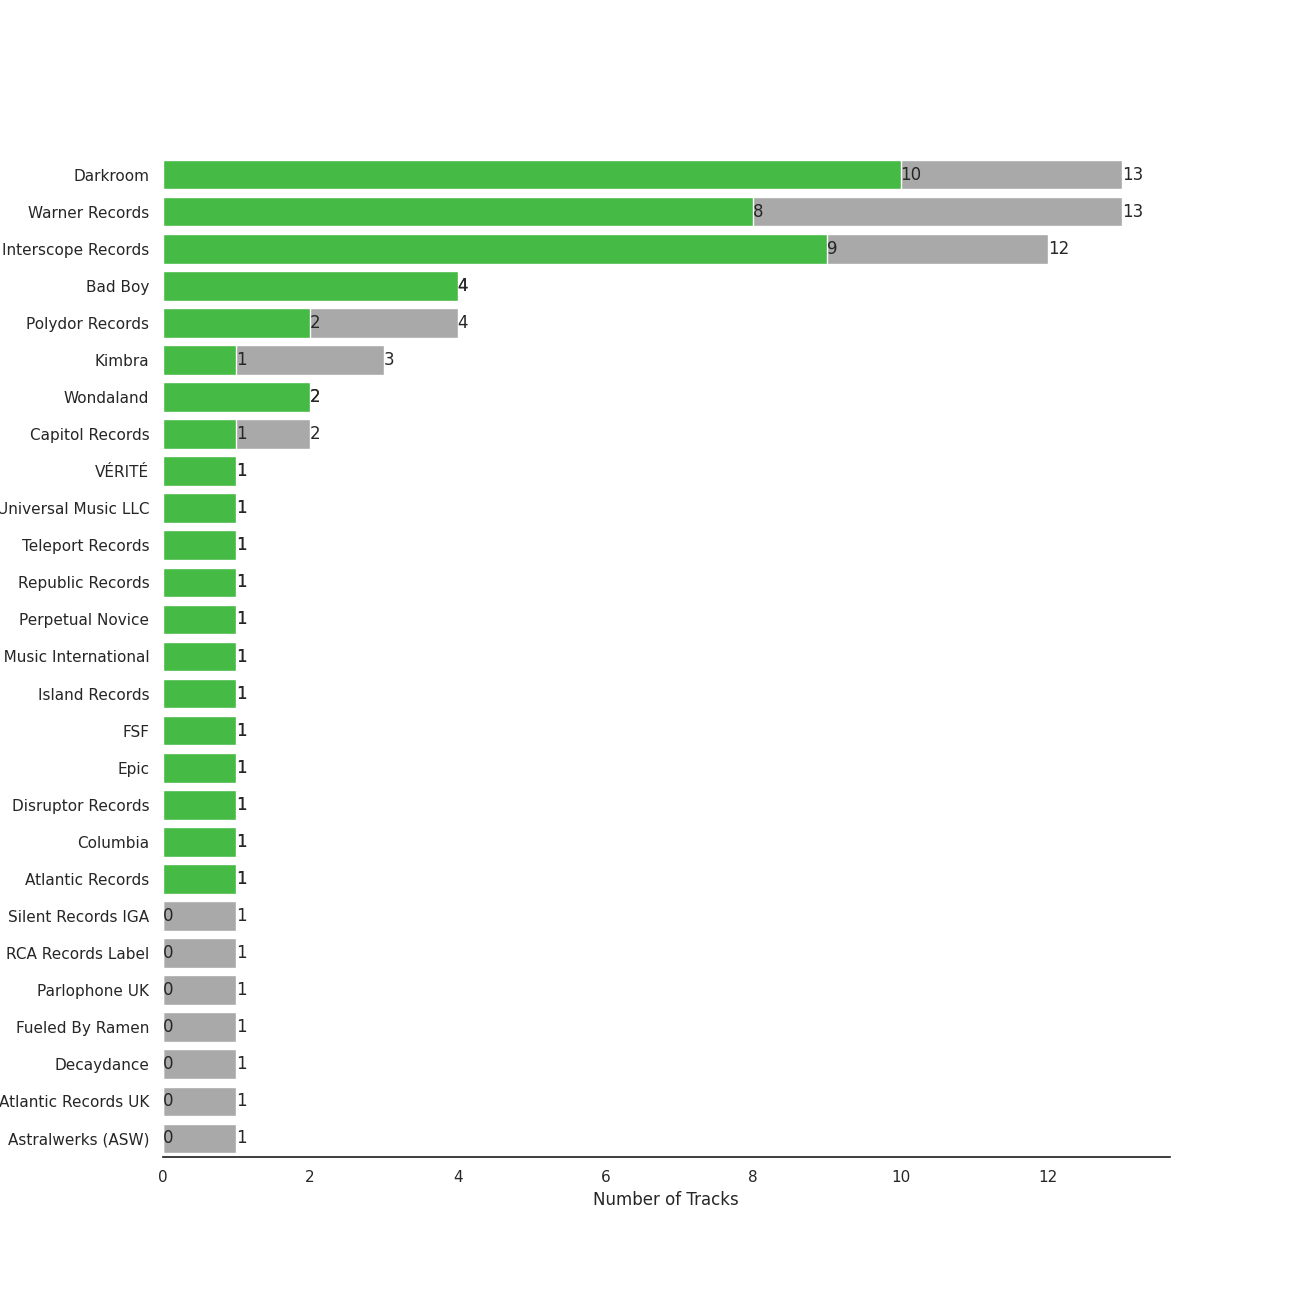 Darkroom 10 13
Warner Records 8 13
Interscope Records 9 12
Bad Boy 4
Polydor Records 2 4
Kimbra 1 3
Wondaland 2
Capitol Records 1 2
VÉRITÉ 1
Universal Music LLC 1
Teleport Records 1
Republic Records 1
Perpetual Novice 1
Music International 1
Island Records 1
FSF 1
Epic 1
Disruptor Records 1
Columbia 1
Atlantic Records 1
Silent Records IGA 0 1
RCA Records Label 0 1
Parlophone UK 0 1
Fueled By Ramen 0 1
Decaydance 0 1
Atlantic Records UK 0 1
Astralwerks (ASW) 0 1
0 2 4 6 8 10 12
Number of Tracks